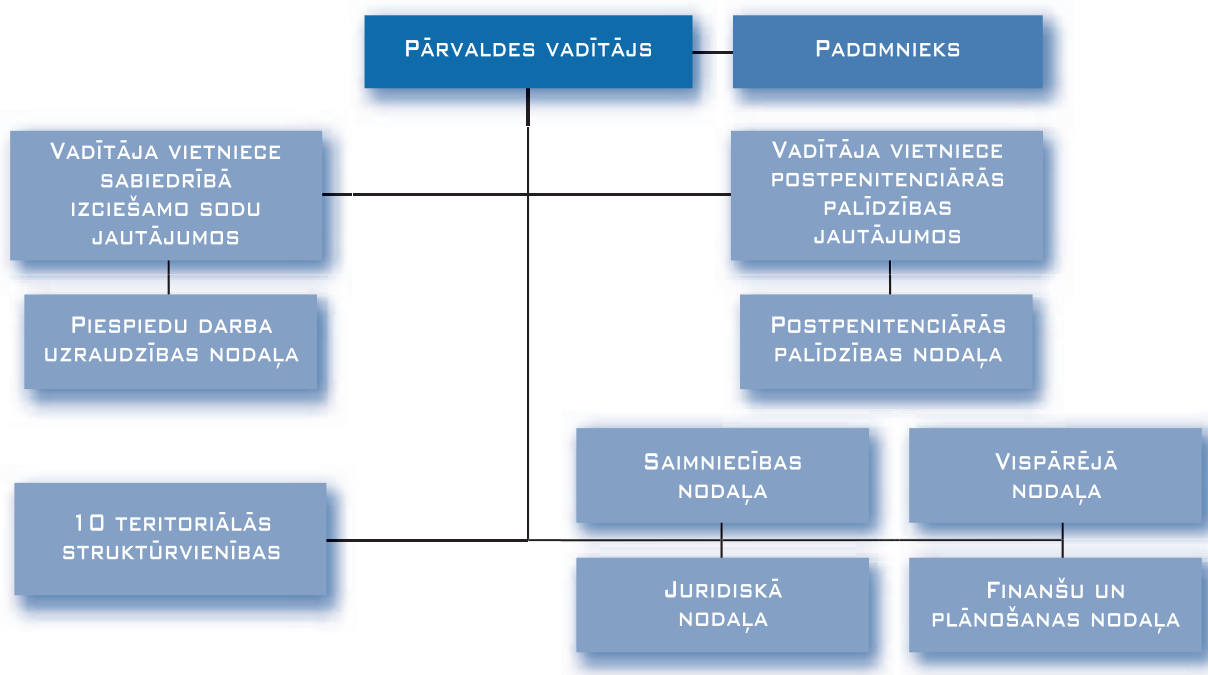 Pārvaldes vadītājs
Padomnieks
Vadītāja vietniece
sabiedrībā
izciešamo sodu
jautājumos
Vadītāja vietniece
postpenitenciārās
palīdzības
jautājumos
Piespiedu darba
uzraudzības nodaļa
Postpenitenciārās
palīdzības nodaļa
Saimniecības
nodaļa
Vispārējā
nodaļa
10 teritoriālās
struktūrvienības
Juridiskā
nodaļa
Finanšu un
plānošanas nodaļa